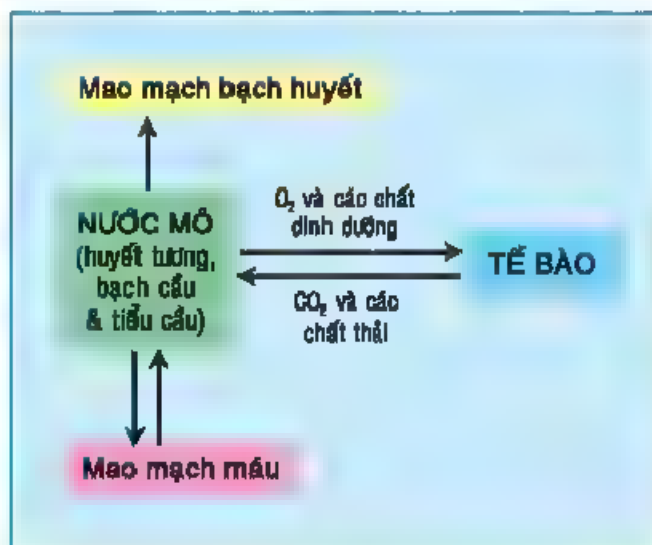 Mao mạch bạch huyết
NƯỚC MÔ
(huyết tương,
bạch cầu
& tiểu cầu)
O₂ và các chất
dinh dưỡng
TẾ BÀO
CO₂ và các
chất thải
Mao mạch máu